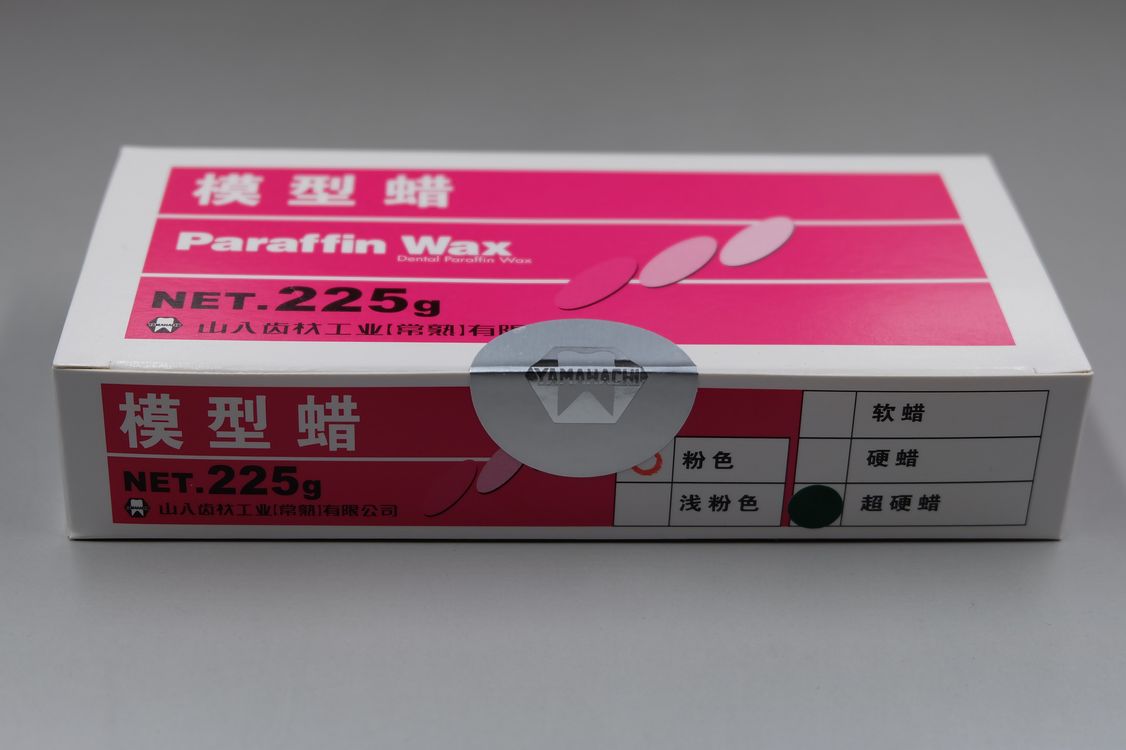 模型蜡
Paraffin Wax
Dental Paraffin Wax
NET.225g
YAMAHACHI
山八齿材工业[常熟]有限
YAMAHACHI
模型蜡
NET.225g
山八齿材工业[常熟]有限公司
粉色
浅粉色
软蜡
硬蜡
超硬蜡